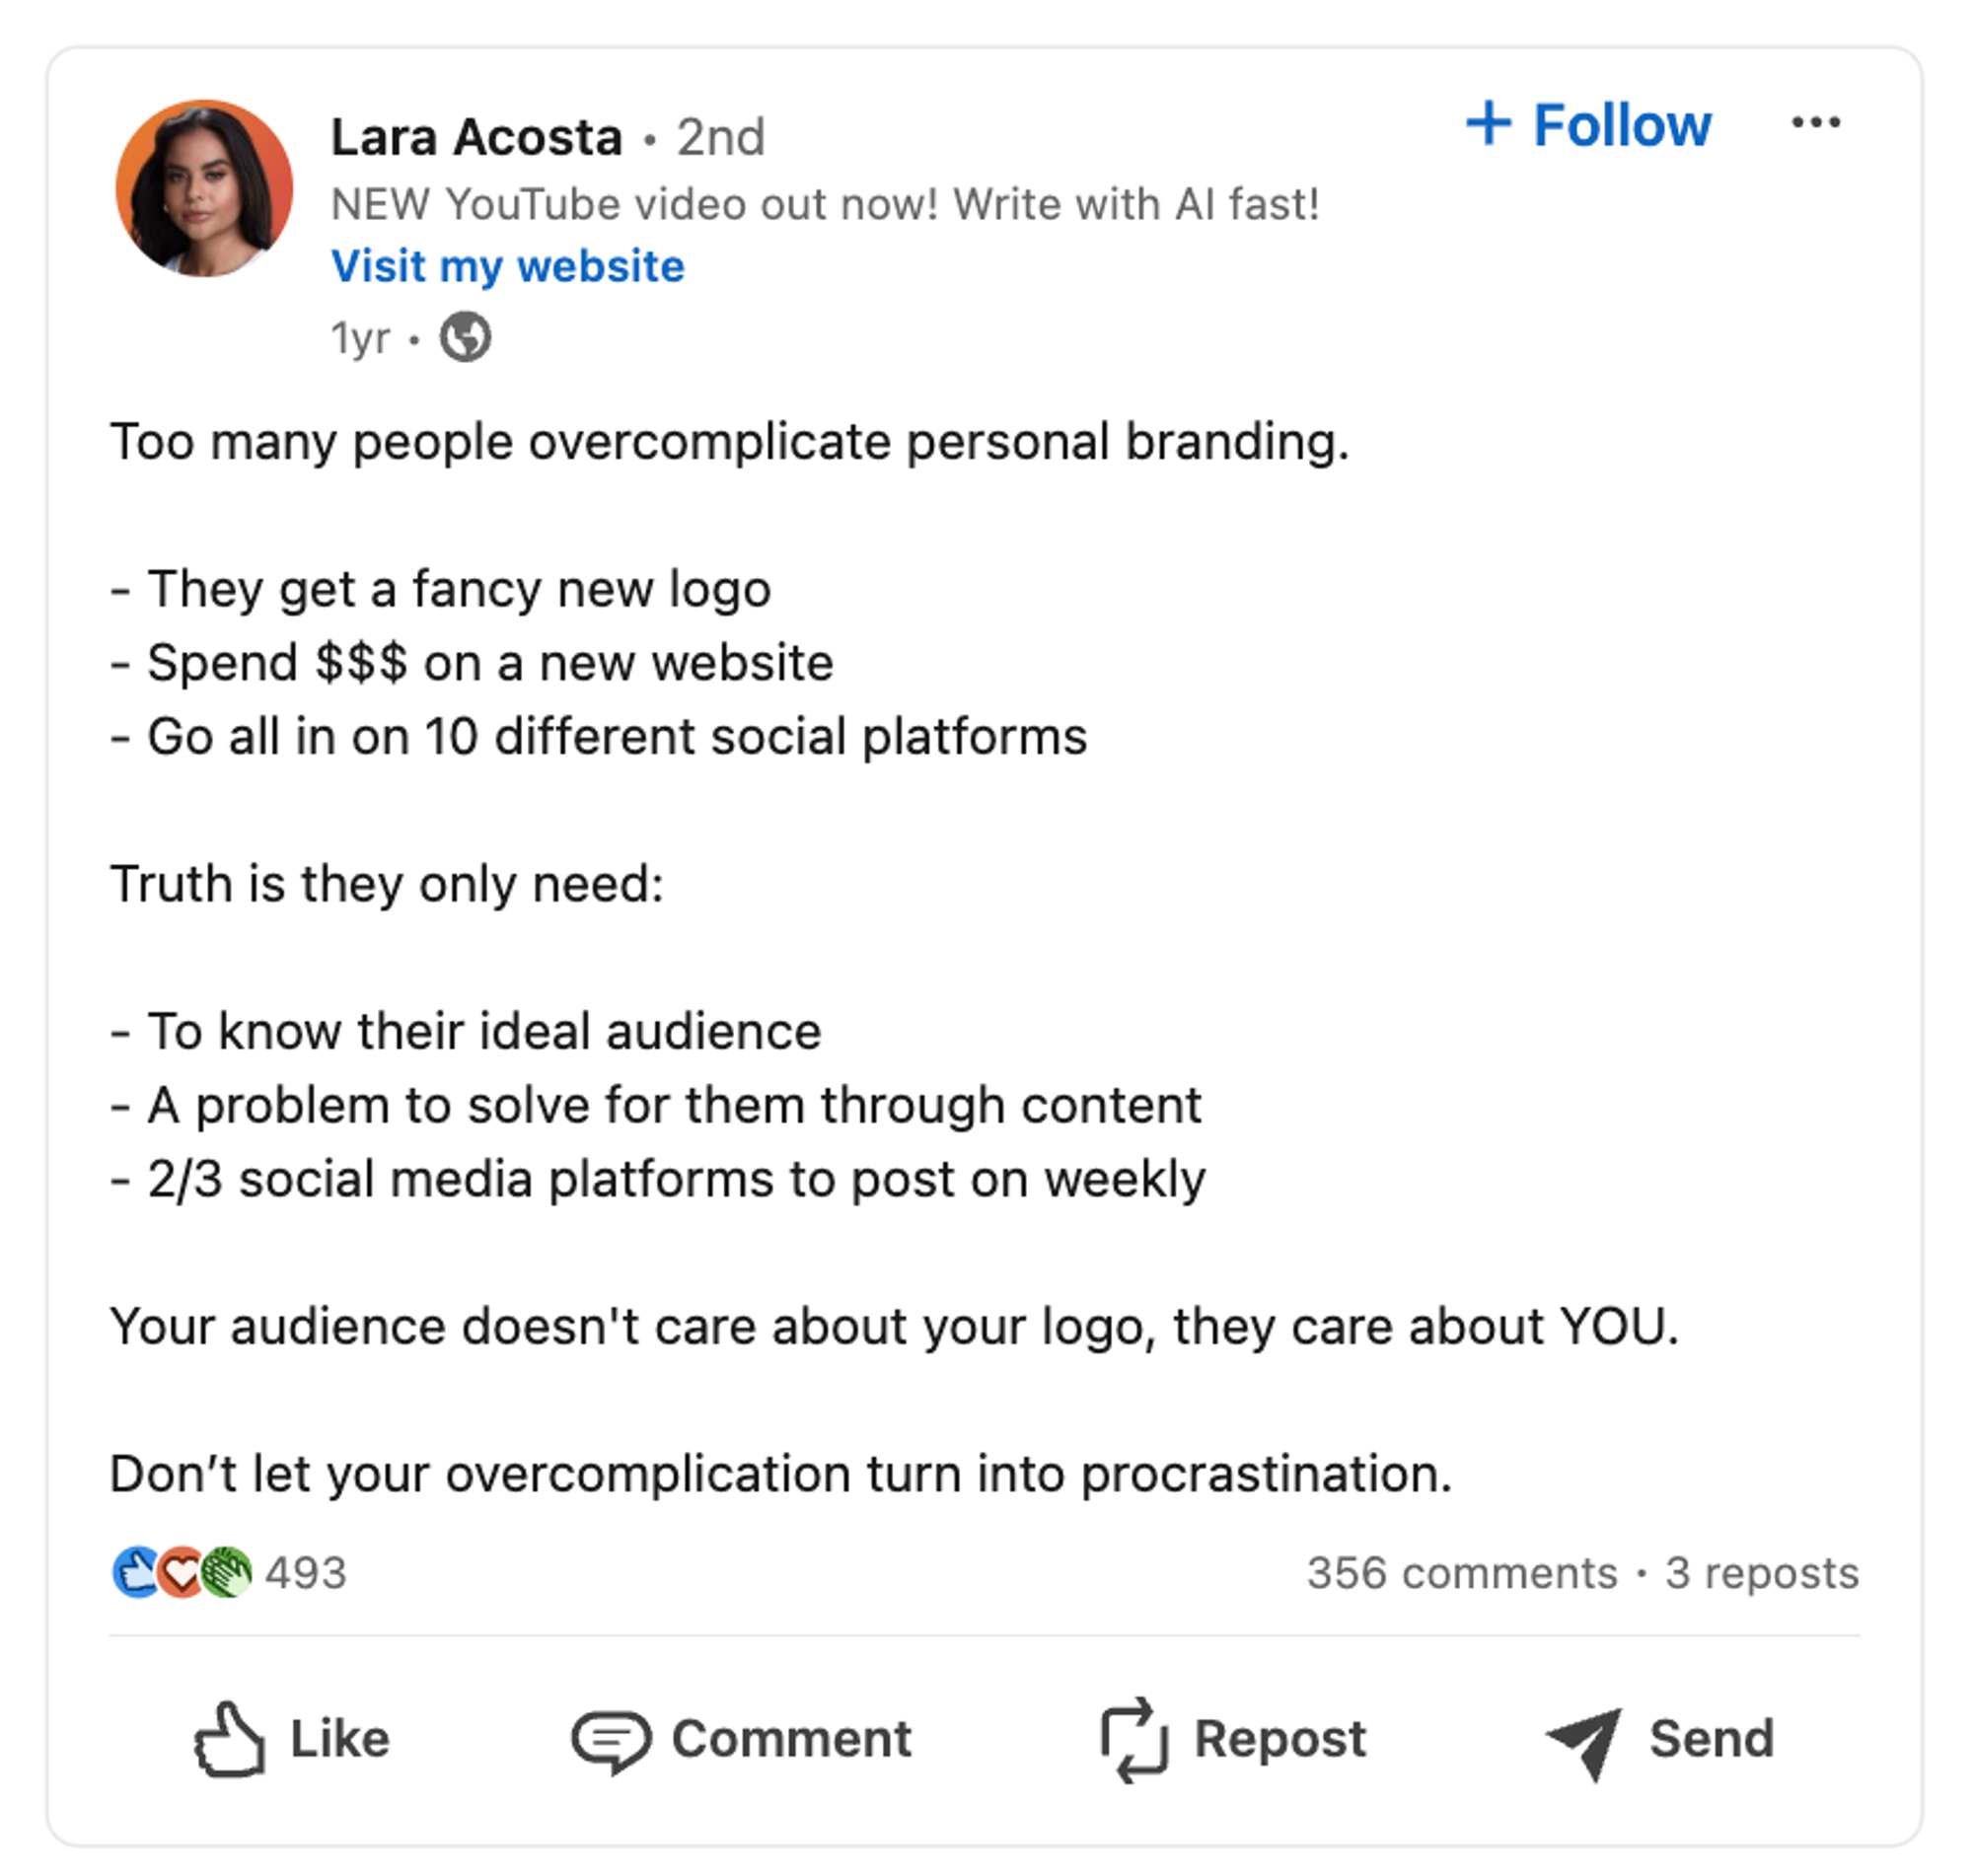 Lara Acosta • 2nd
+ Follow ...
NEW YouTube video out now! Write with AI fast!
Visit my website
1yr •
Too many people overcomplicate personal branding.
- They get a fancy new logo
- Spend $$$ on a new website
- Go all in on 10 different social platforms
Truth is they only need:
- To know their ideal audience
- A problem to solve for them through content
- 2/3 social media platforms to post on weekly
Your audience doesn't care about your logo, they care about YOU.
Don’t let your overcomplication turn into procrastination.
493
356 comments • 3 reposts
Like
Comment
Repost
Send